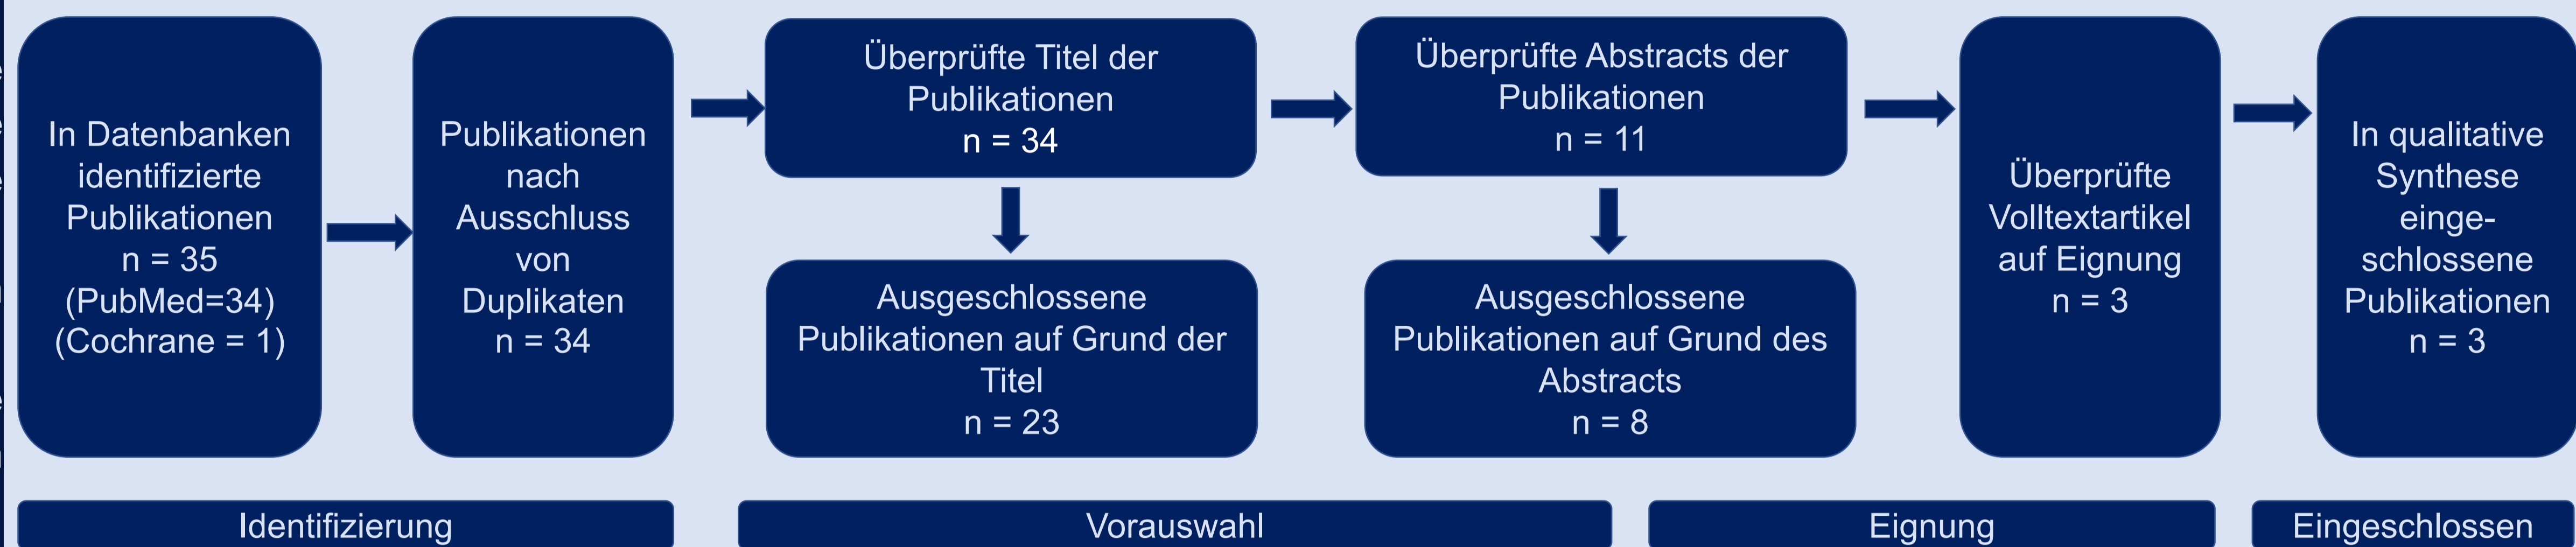 In Datenbanken
identifizierte
Publikationen
n = 35
(PubMed=34)
(Cochrane = 1)
Publikationen
nach
Ausschluss
von
Duplikaten
n = 34
Überprüfte Titel der
Publikationen
n = 34
Ausgeschlossene
Publikationen auf Grund der
Titel
n = 23
Überprüfte Abstracts der
Publikationen
n = 11
Ausgeschlossene
Publikationen auf Grund des
Abstracts
n = 8
Überprüfte
Volltextartikel
auf Eignung
n = 3
In qualitative
Synthese
einge-
schlossene
Publikationen
n = 3
Identifizierung
Vorauswahl
Eignung
Eingeschlossen